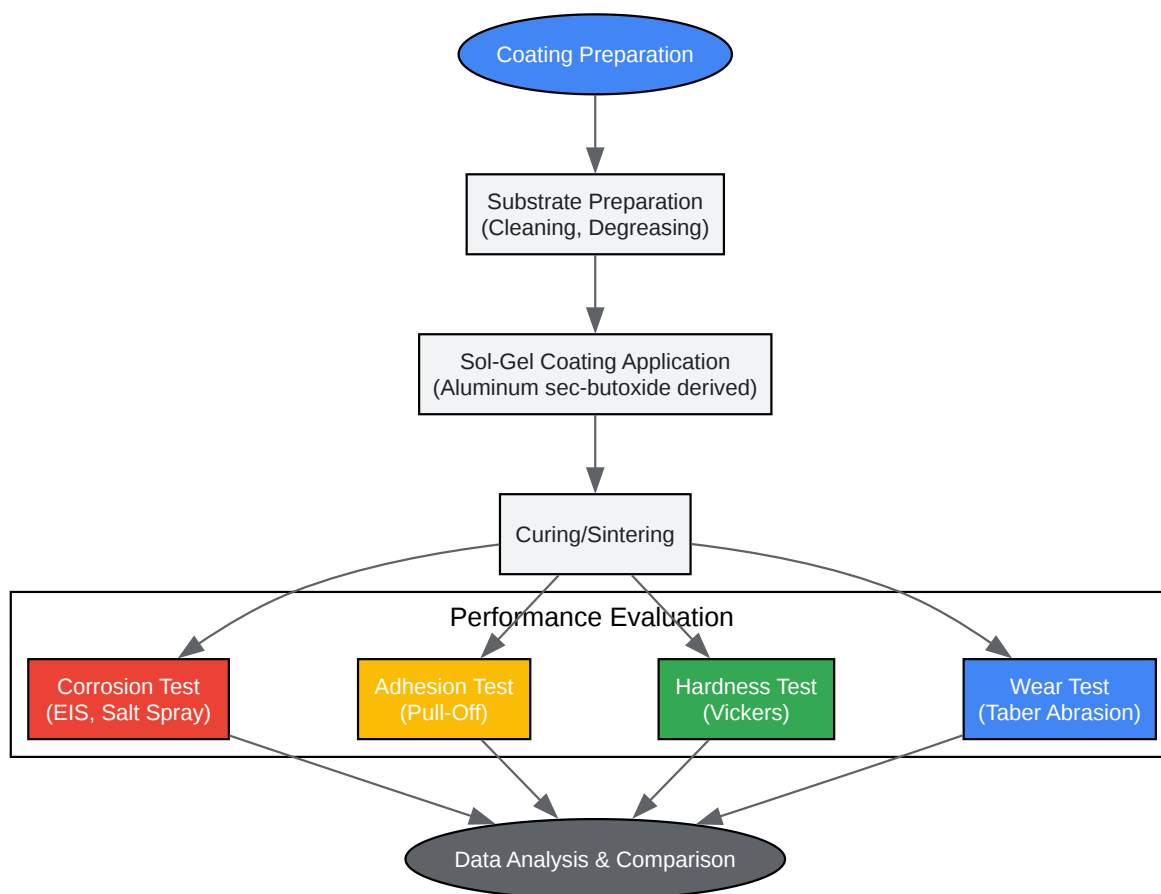 Coating Preparation
Substrate Preparation
(Cleaning, Degreasing)
Sol-Gel Coating Application
(Aluminum sec-butoxide derived)
Curing/Sintering
Performance Evaluation
Corrosion Test
(EIS, Salt Spray)
Adhesion Test
(Pull-Off)
Hardness Test
(Vickers)
Wear Test
(Taber Abrasion)
Data Analysis & Comparison